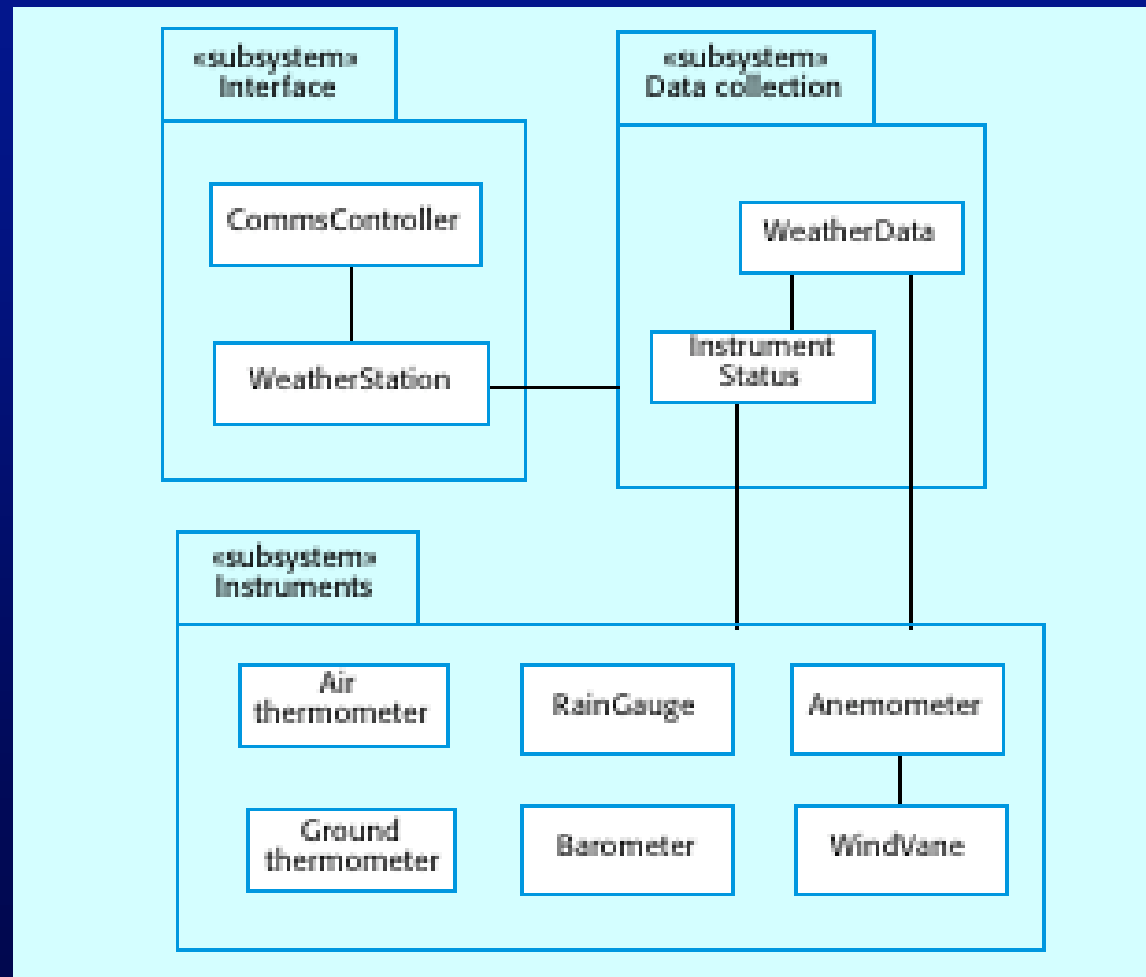 «subsystem»
Interface
CommsController
WeatherStation
«subsystem»
Data collection
WeatherData
Instrument
Status
«subsystem»
Instruments
Air
thermometer
RainGauge
Anemometer
Ground
thermometer
Barometer
WindVane